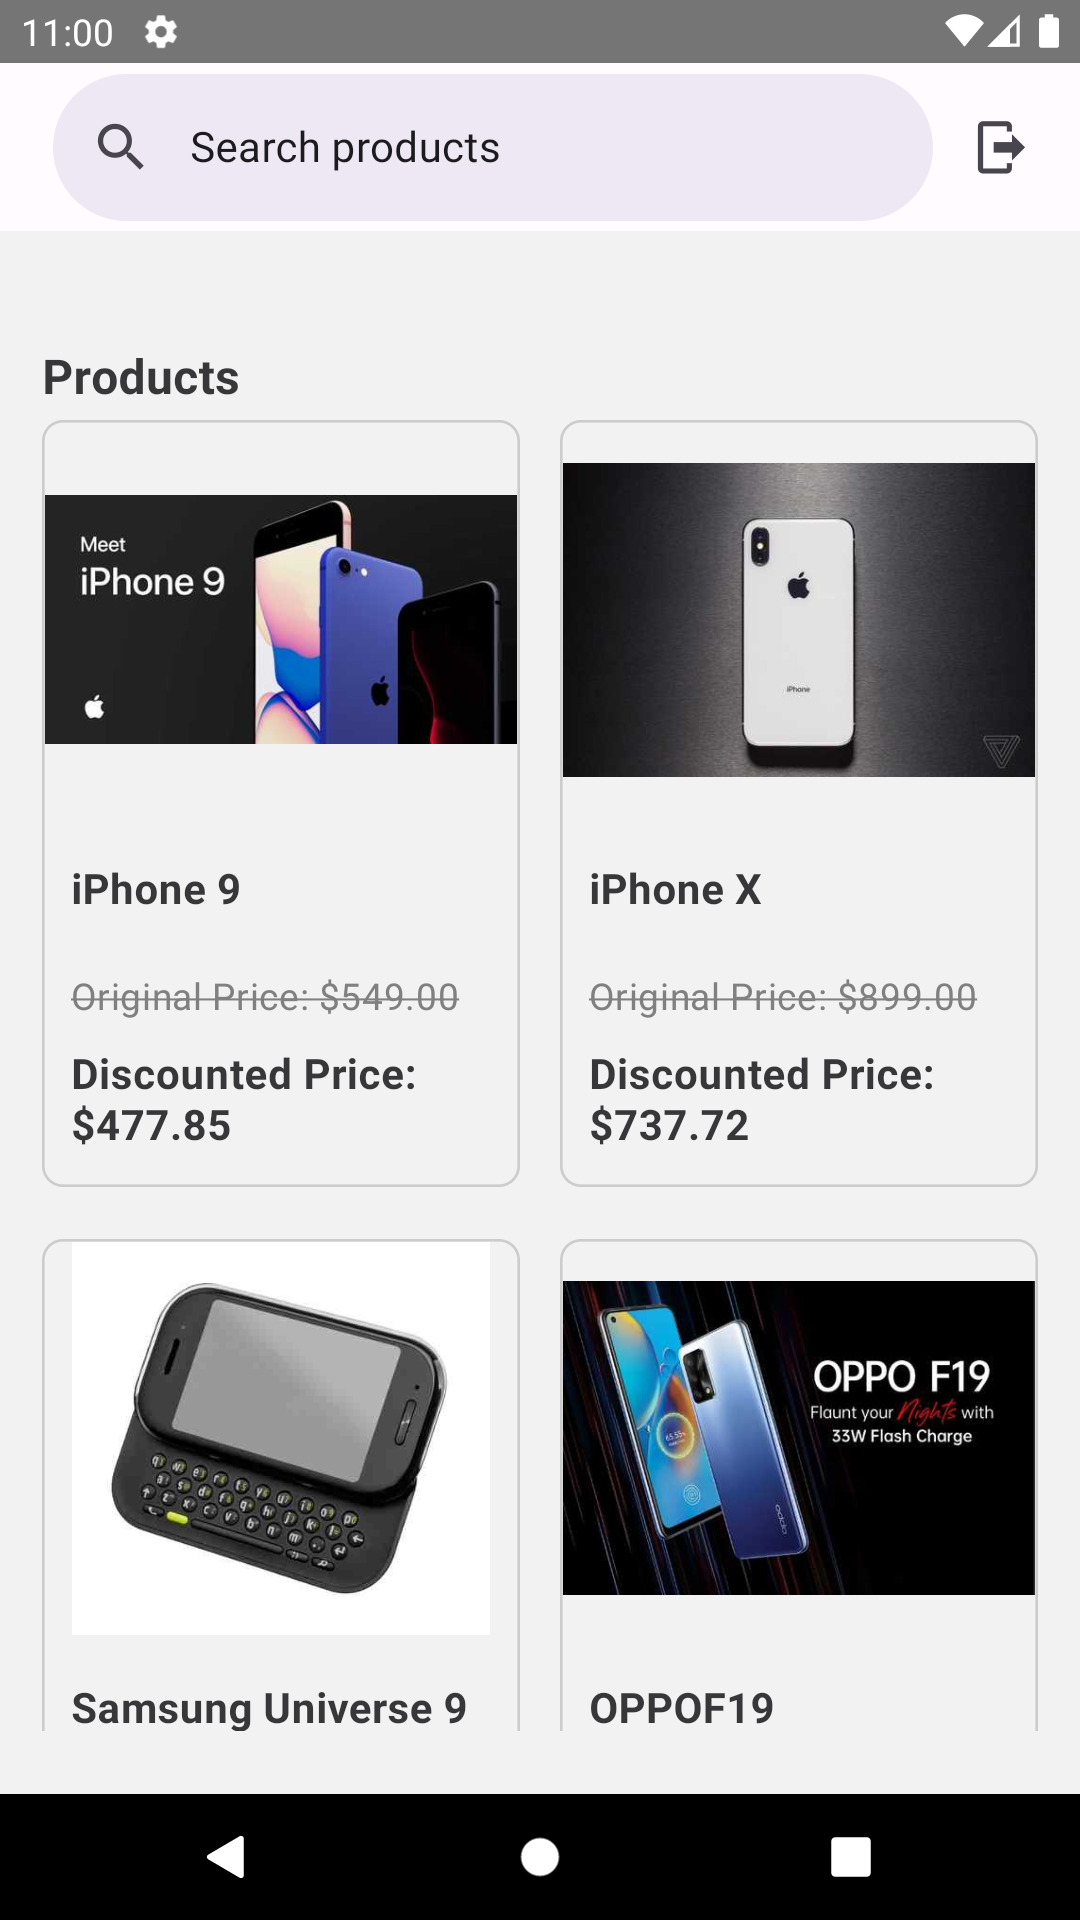 11:00
Search products
Products
Meet
iPhone 9
iPhone
iPhone 9
iPhone X
Original Price: $549.00
Original Price: $899.00
Discounted Price:
$477.85
Discounted Price:
$737.72
OPPO F19
Flaunt your Nights with
33W Flash Charge
oppo
Samsung Universe 9
OPPOF19